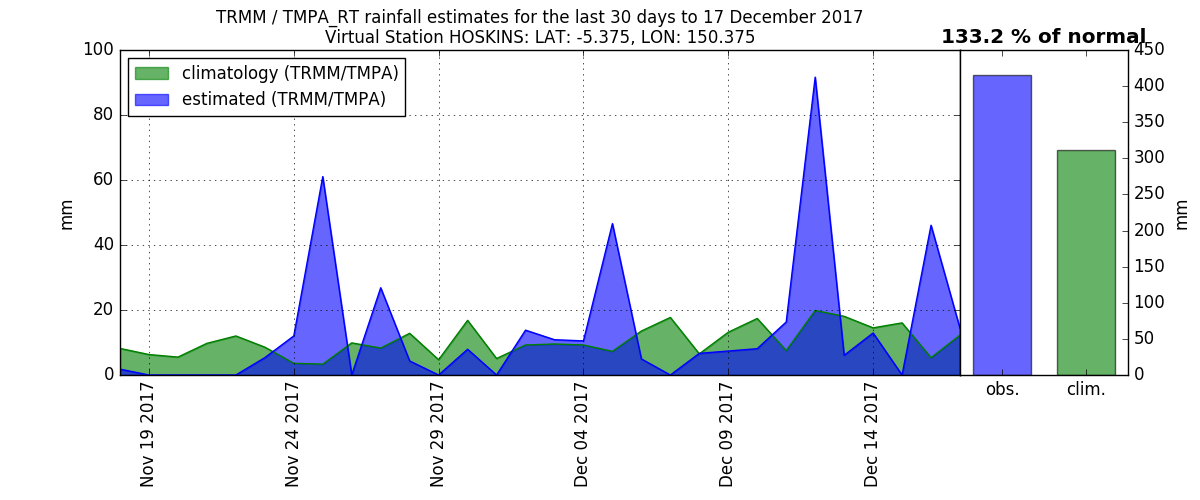 TRMM / TMPA_RT rainfall estimates for the last 30 days to 17 December 2017
Virtual Station HOSKINS: LAT: -5.375, LON: 150.375
133.2 % of normal
climatology (TRMM/TMPA)
estimated (TRMM/TMPA)
100
80
60
40
20
0
mm
450
400
350
300
250
200
150
100
50
0
mm
Nov 19 2017
Nov 24 2017
Nov 29 2017
Dec 04 2017
Dec 09 2017
Dec 14 2017
obs.
clim.